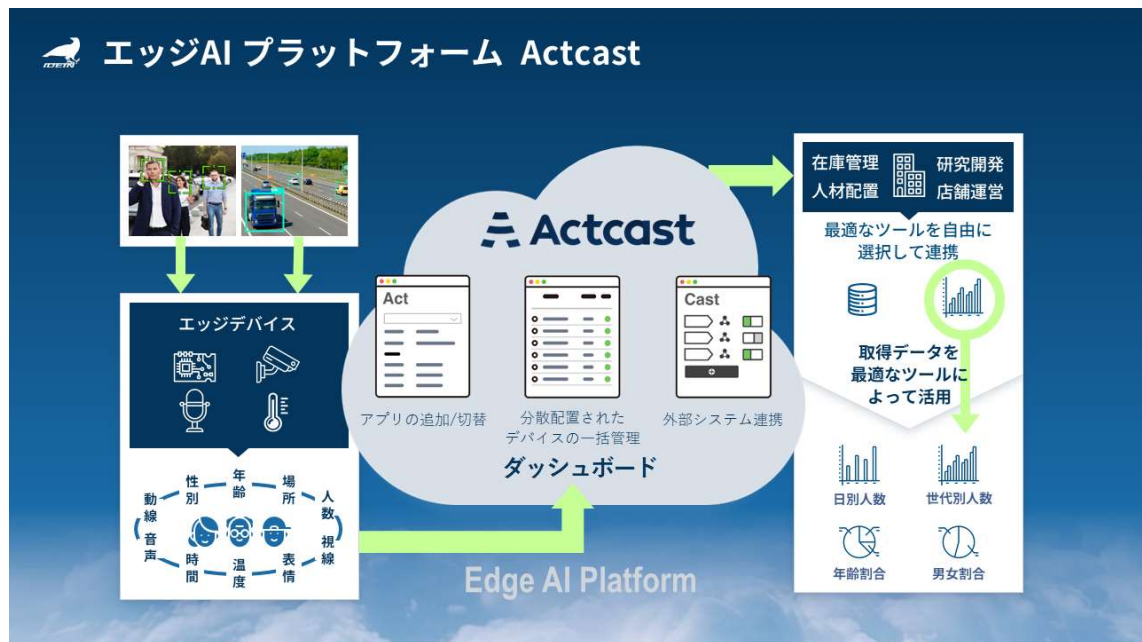 IDEIN
エッジAI プラットフォーム Actcast
エッジデバイス
性別
年齢
場所
人数
動線
視線
音声
時間
温度
表情
Actcast
Act
Cast
アプリの追加/切替
分散配置された
デバイスの一括管理
外部システム連携
ダッシュボード
Edge AI Platform
在庫管理
人材配置
研究開発
店舗運営
最適なツールを自由に
選択して連携
取得データを
最適なツールに
よって活用
日別人数
世代別人数
年齢割合
男女割合